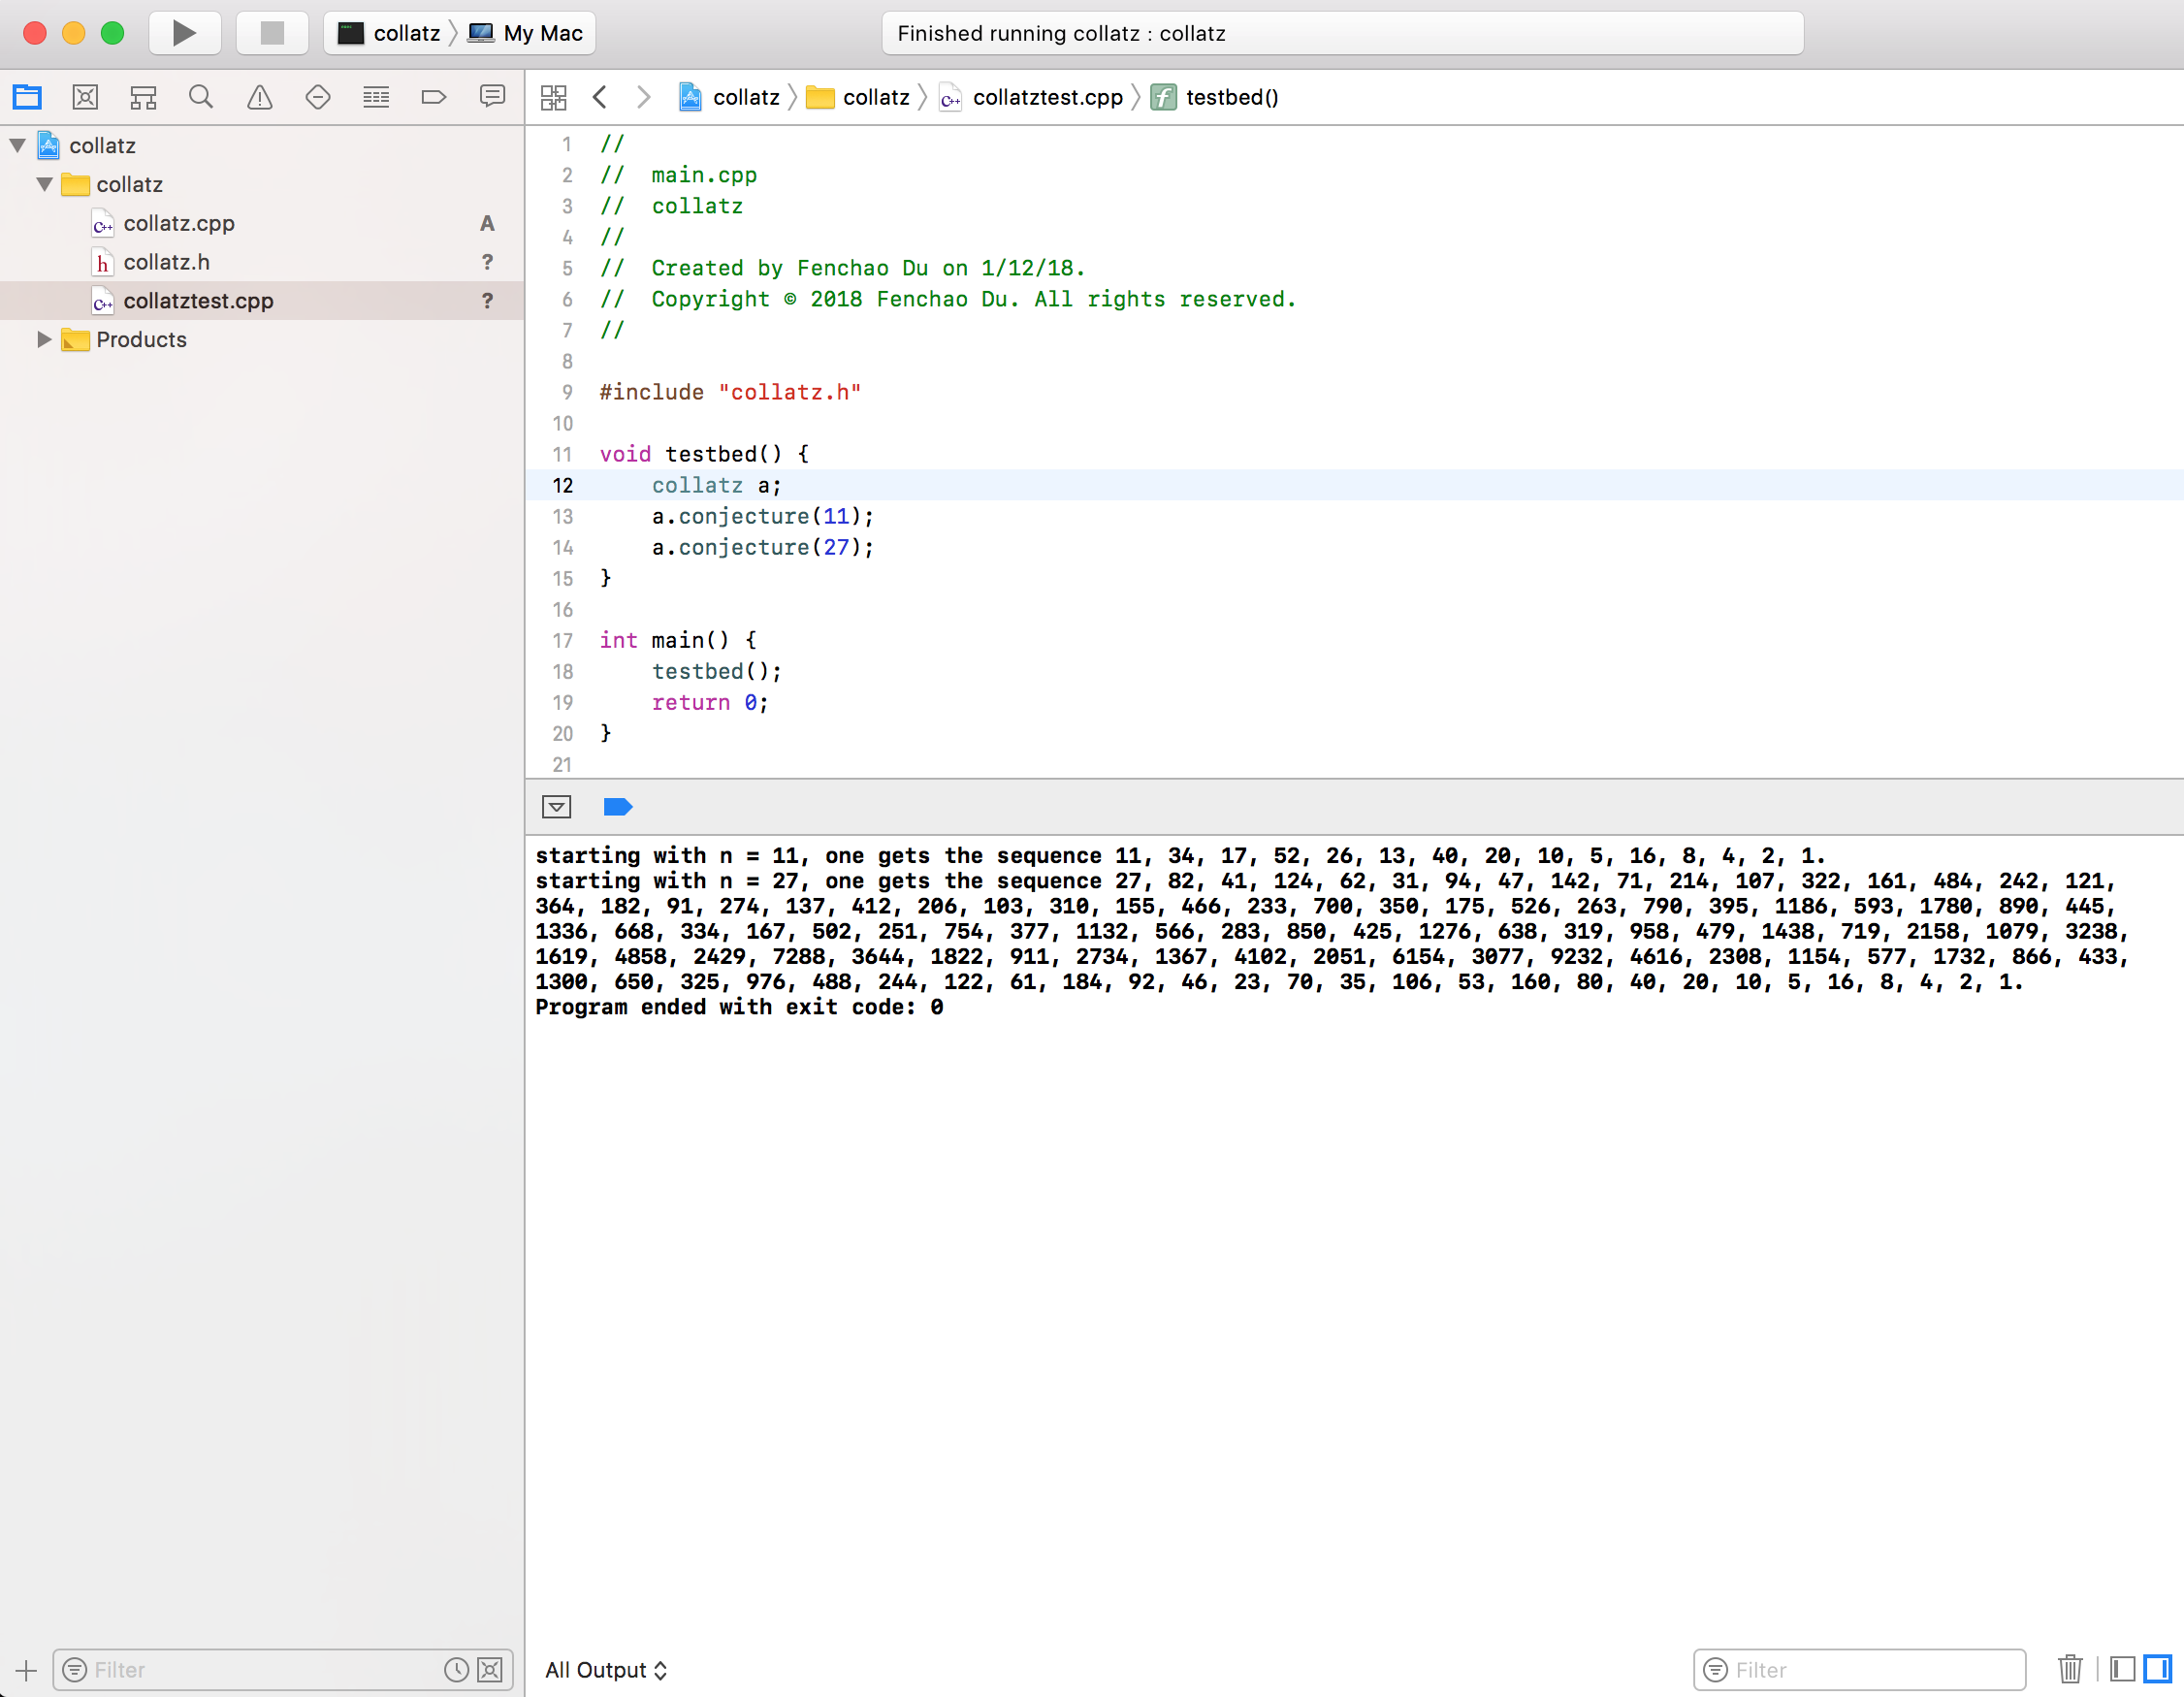 collatz My Mac
Finished running collatz : collatz
collatz collatz collatztest.cpp testbed()
collatz
collatz
collatz.cpp A
collatz.h ?
collatztest.cpp ?
Products
1 //
2 //  main.cpp
3 //  collatz
4 //
5 //  Created by Fenchao Du on 1/12/18.
6 //  Copyright © 2018 Fenchao Du. All rights reserved.
7 //
8
9 #include "collatz.h"
10
11 void testbed() {
12     collatz a;
13     a.conjecture(11);
14     a.conjecture(27);
15 }
16
17 int main() {
18     testbed();
19     return 0;
20 }
21
starting with n = 11, one gets the sequence 11, 34, 17, 52, 26, 13, 40, 20, 10, 5, 16, 8, 4, 2, 1.
starting with n = 27, one gets the sequence 27, 82, 41, 124, 62, 31, 94, 47, 142, 71, 214, 107, 322, 161, 484, 242, 121,
364, 182, 91, 274, 137, 412, 206, 103, 310, 155, 466, 233, 700, 350, 175, 526, 263, 790, 395, 1186, 593, 1780, 890, 445,
1336, 668, 334, 167, 502, 251, 754, 377, 1132, 566, 283, 850, 425, 1276, 638, 319, 958, 479, 1438, 719, 2158, 1079, 3238,
1619, 4858, 2429, 7288, 3644, 1822, 911, 2734, 1367, 4102, 2051, 6154, 3077, 9232, 4616, 2308, 1154, 577, 1732, 866, 433,
1300, 650, 325, 976, 488, 244, 122, 61, 184, 92, 46, 23, 70, 35, 106, 53, 160, 80, 40, 20, 10, 5, 16, 8, 4, 2, 1.
Program ended with exit code: 0
Filter
All Output
Filter